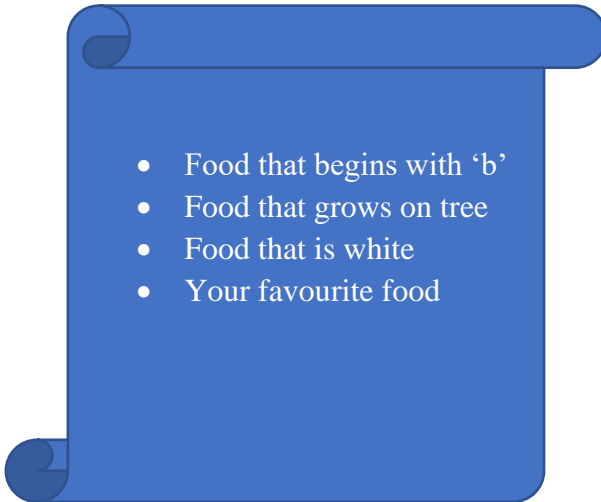 • Food that begins with ‘b’
• Food that grows on tree
• Food that is white
• Your favourite food